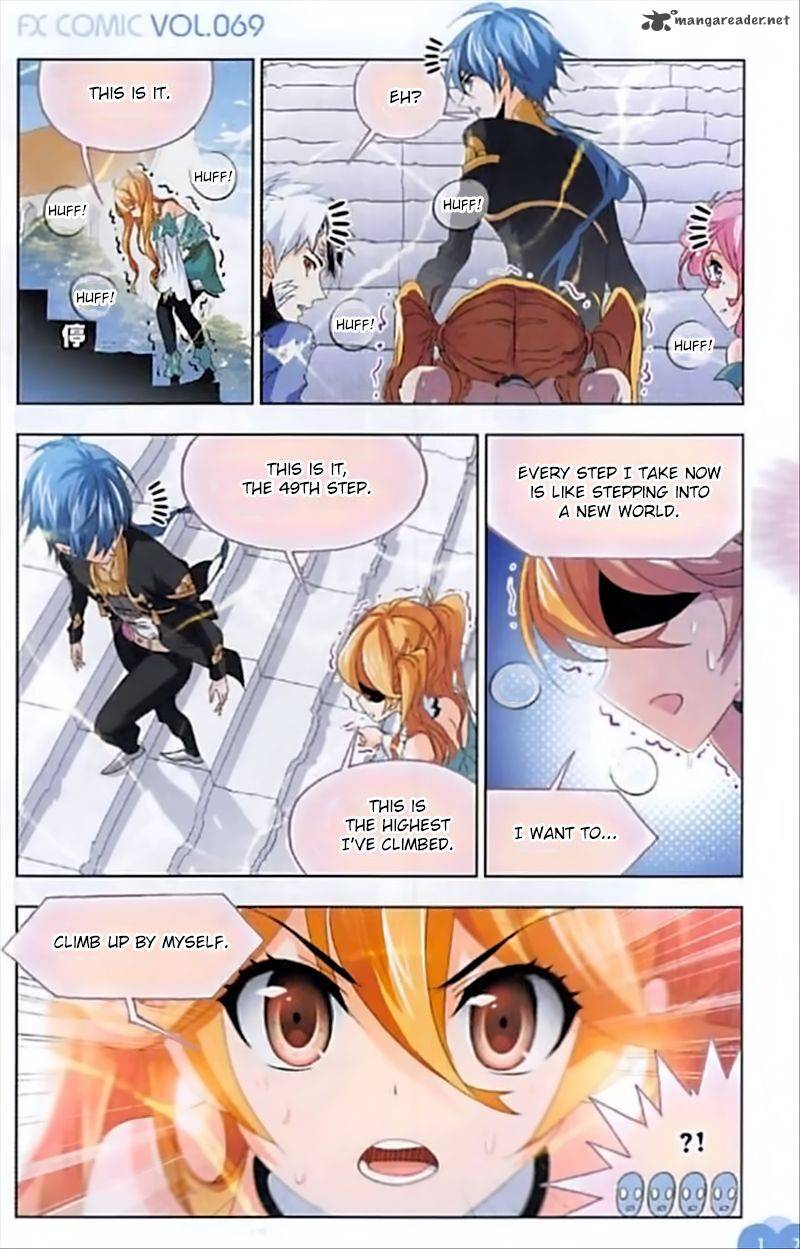 FX COMIC VOL.069
mangareader.net
THIS IS IT.
HUFF!
HUFF!
HUFF!
停
EH?
HUFF!
HUFF!
HUFF!
THIS IS IT,
THE 49TH STEP.
THIS IS
THE HIGHEST
I'VE CLIMBED.
EVERY STEP I TAKE NOW
IS LIKE STEPPING INTO
A NEW WORLD.
I WANT TO...
CLIMB UP BY MYSELF.
?!
1 2